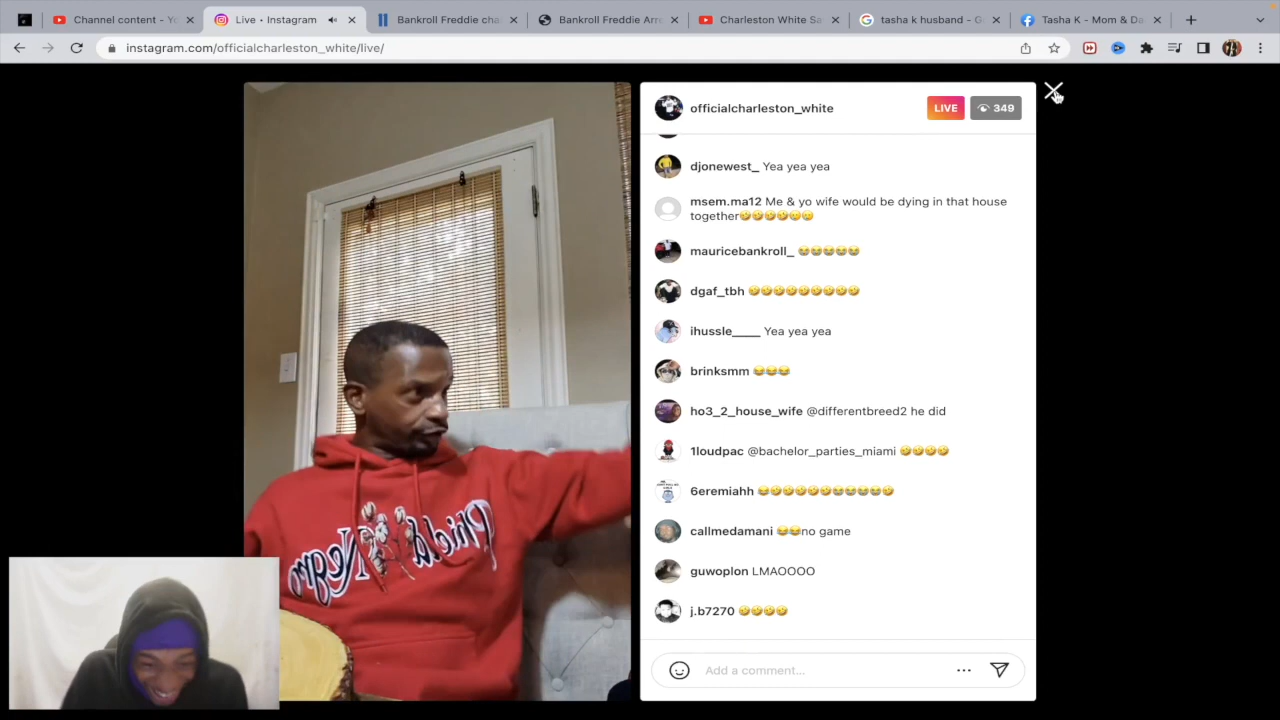 Channel content - Yo
Live • Instagram
Bankroll Freddie cha
Bankroll Freddie Arre
Charleston White Sa
tasha k husband - G
Tasha K - Mom & Da
instagram.com/officialcharleston_white/live/
officialcharleston_white
LIVE
349
djonewest_ Yea yea yea
msem.ma12 Me & yo wife would be dying in that house
together🤣🤣🤣🤣🥲🥲
mauricebankroll_ 😭😭😭😭😭
dgaf_tbh 🤣🤣🤣🤣🤣🤣🤣🤣🤣
ihussle____ Yea yea yea
brinksmm 😂😂😂
ho3_2_house_wife @differentbreed2 he did
1loudpac @bachelor_parties_miami 🤣🤣🤣🤣
6eremiahh 😂🤣🤣🤣🤣🤣😭😭😭😭🤣
callmedamani 😂😂no game
guwoplon LMAOOOO
j.b7270 🤣🤣🤣🤣
Add a comment...
Phield Negro